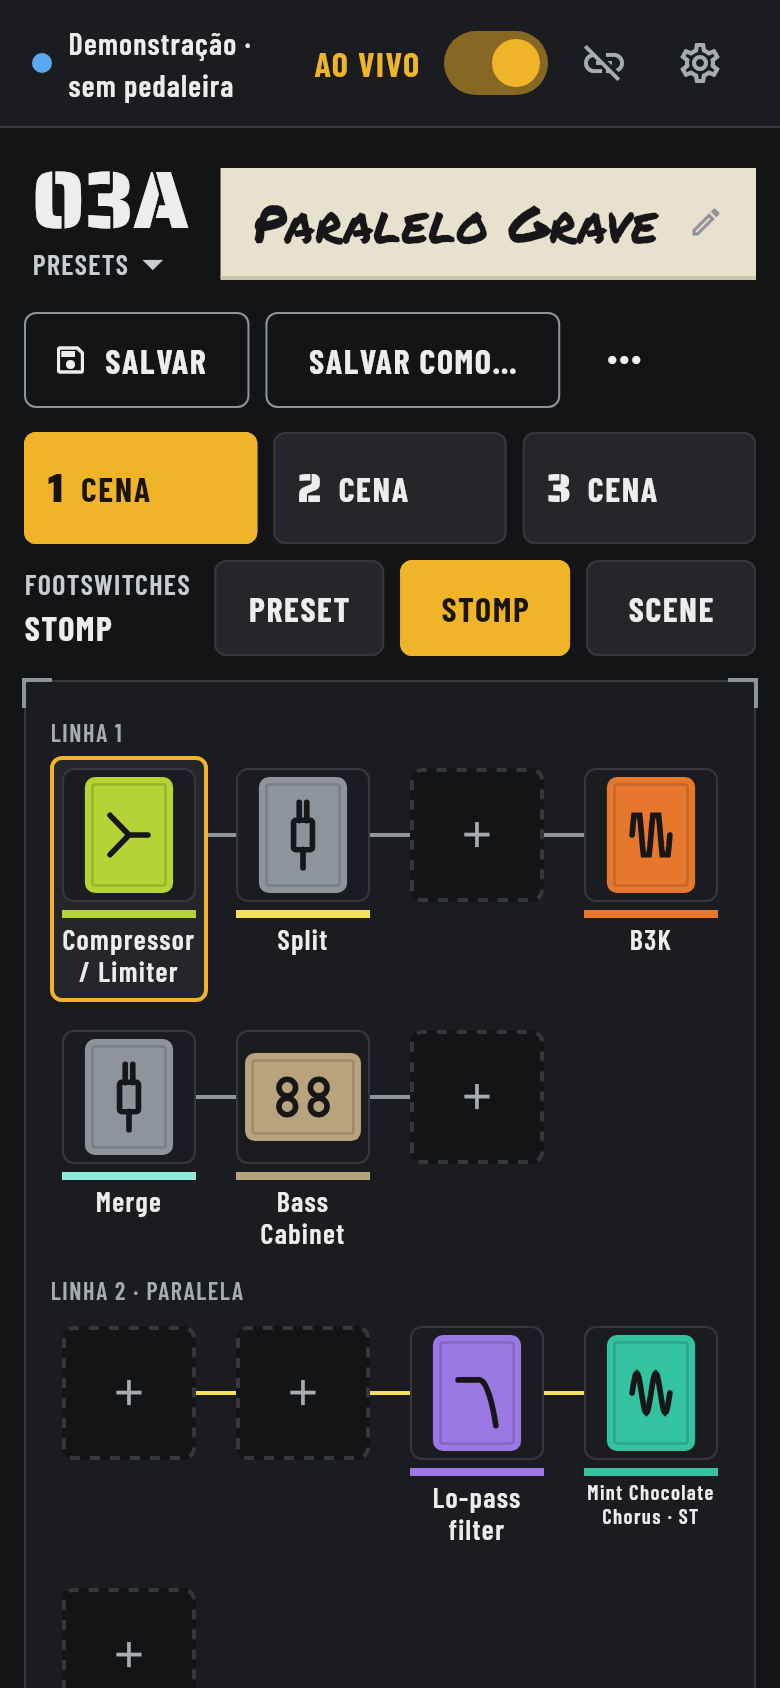 Demonstração ·
sem pedaleira
AO VIVO
03A
PRESETS
PARALELO GRAVE
SALVAR
SALVAR COMO...
1 CENA
2 CENA
3 CENA
FOOTSWITCHES
STOMP
PRESET
STOMP
SCENE
LINHA 1
Compressor
/ Limiter
Split
+
B3K
Merge
88
Bass
Cabinet
+
LINHA 2 · PARALELA
+
+
Lo-pass
filter
Mint Chocolate
Chorus · ST
+